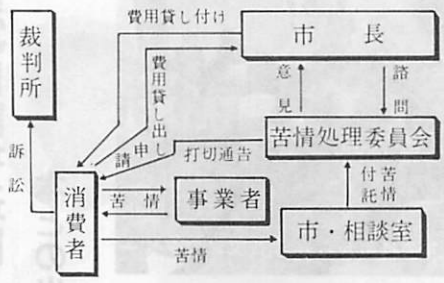 費用貸し付け
市長
裁判所
費用貸し出し
申請
意見
諮問
苦情処理委員会
打切通告
訴訟
消費者
苦情
事業者
苦情付託
市・相談室
苦情